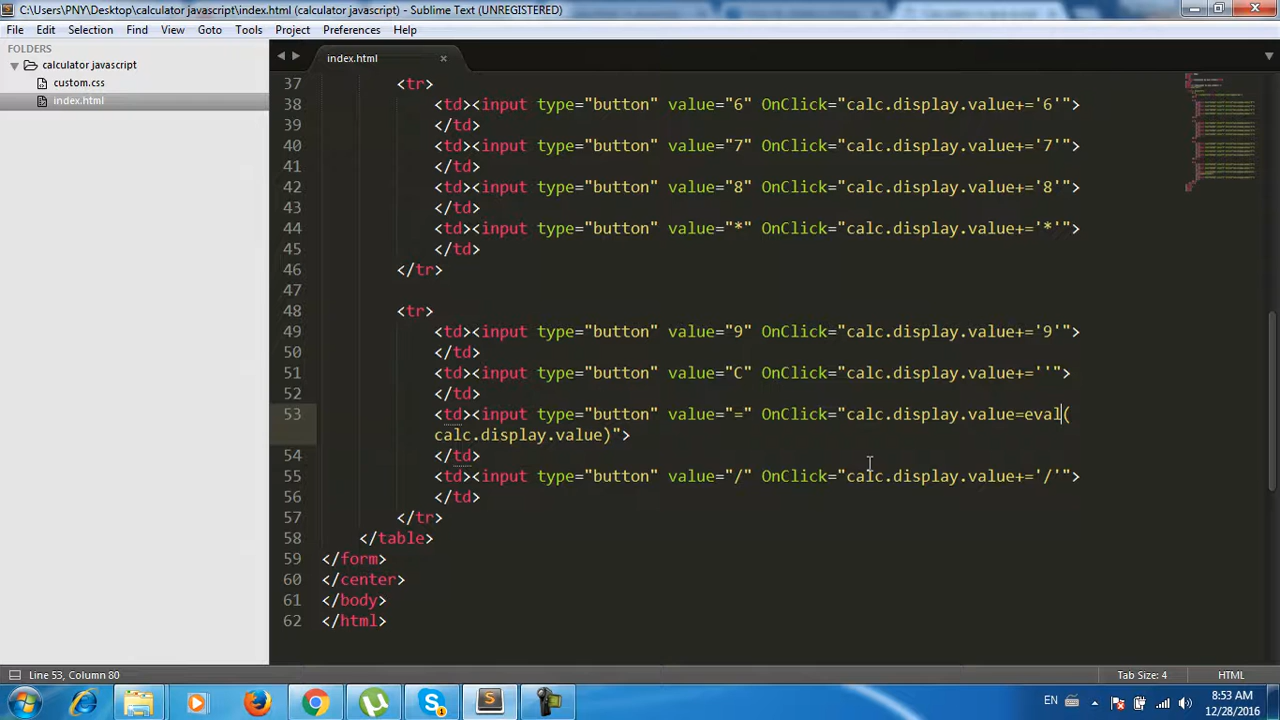 C:\Users\PNY\Desktop\calculator javascript\index.html (calculator javascript) - Sublime Text (UNREGISTERED)
File Edit Selection Find View Goto Tools Project Preferences Help
FOLDERS
calculator javascript
custom.css
index.html
index.html
37 <tr>
38 <td><input type="button" value="6" OnClick="calc.display.value+='6'">
39 </td>
40 <td><input type="button" value="7" OnClick="calc.display.value+='7'">
41 </td>
42 <td><input type="button" value="8" OnClick="calc.display.value+='8'">
43 </td>
44 <td><input type="button" value="*" OnClick="calc.display.value+='*'">
45 </td>
46 </tr>
47
48 <tr>
49 <td><input type="button" value="9" OnClick="calc.display.value+='9'">
50 </td>
51 <td><input type="button" value="C" OnClick="calc.display.value+=''">
52 </td>
53 <td><input type="button" value="=" OnClick="calc.display.value=eval(
calc.display.value)">
54 </td>
55 <td><input type="button" value="/" OnClick="calc.display.value+='/'">
56 </td>
57 </tr>
58 </table>
59 </form>
60 </center>
61 </body>
62 </html>
Line 53, Column 80
Tab Size: 4
HTML
EN
8:53 AM
12/28/2016